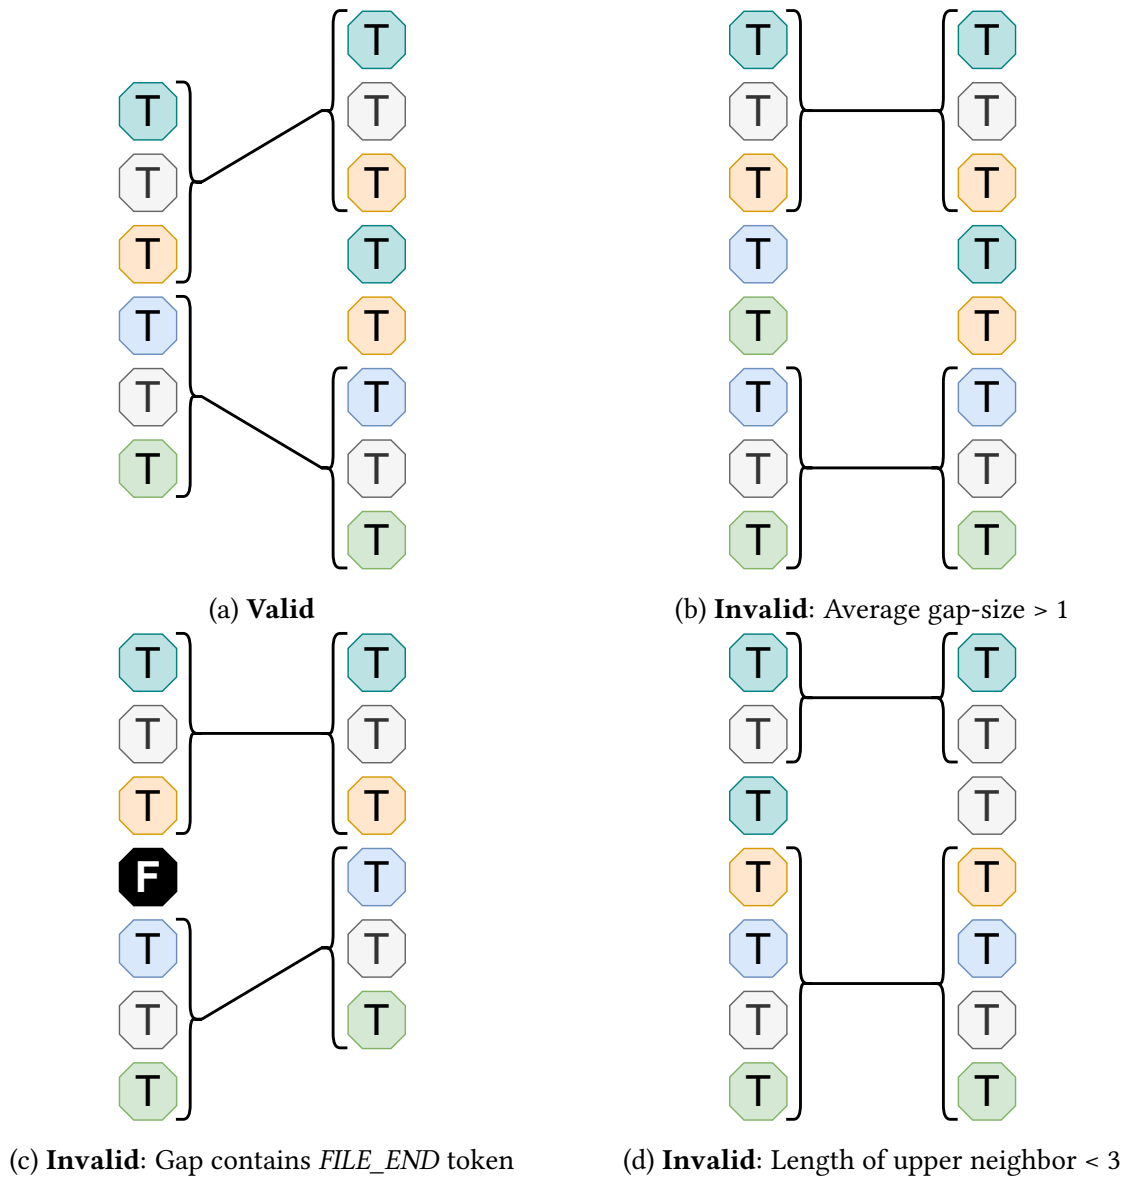 T
T T
T T
T T
T T
T T
T T
T
(a) Valid
T T
T T
T T
T T
T T
T T
T T
T T
(b) Invalid: Average gap-size > 1
T T
T T
T T
F T
T T
T T
T
(c) Invalid: Gap contains FILE_END token
T T
T T
T T
T T
T T
T T
T T
(d) Invalid: Length of upper neighbor < 3